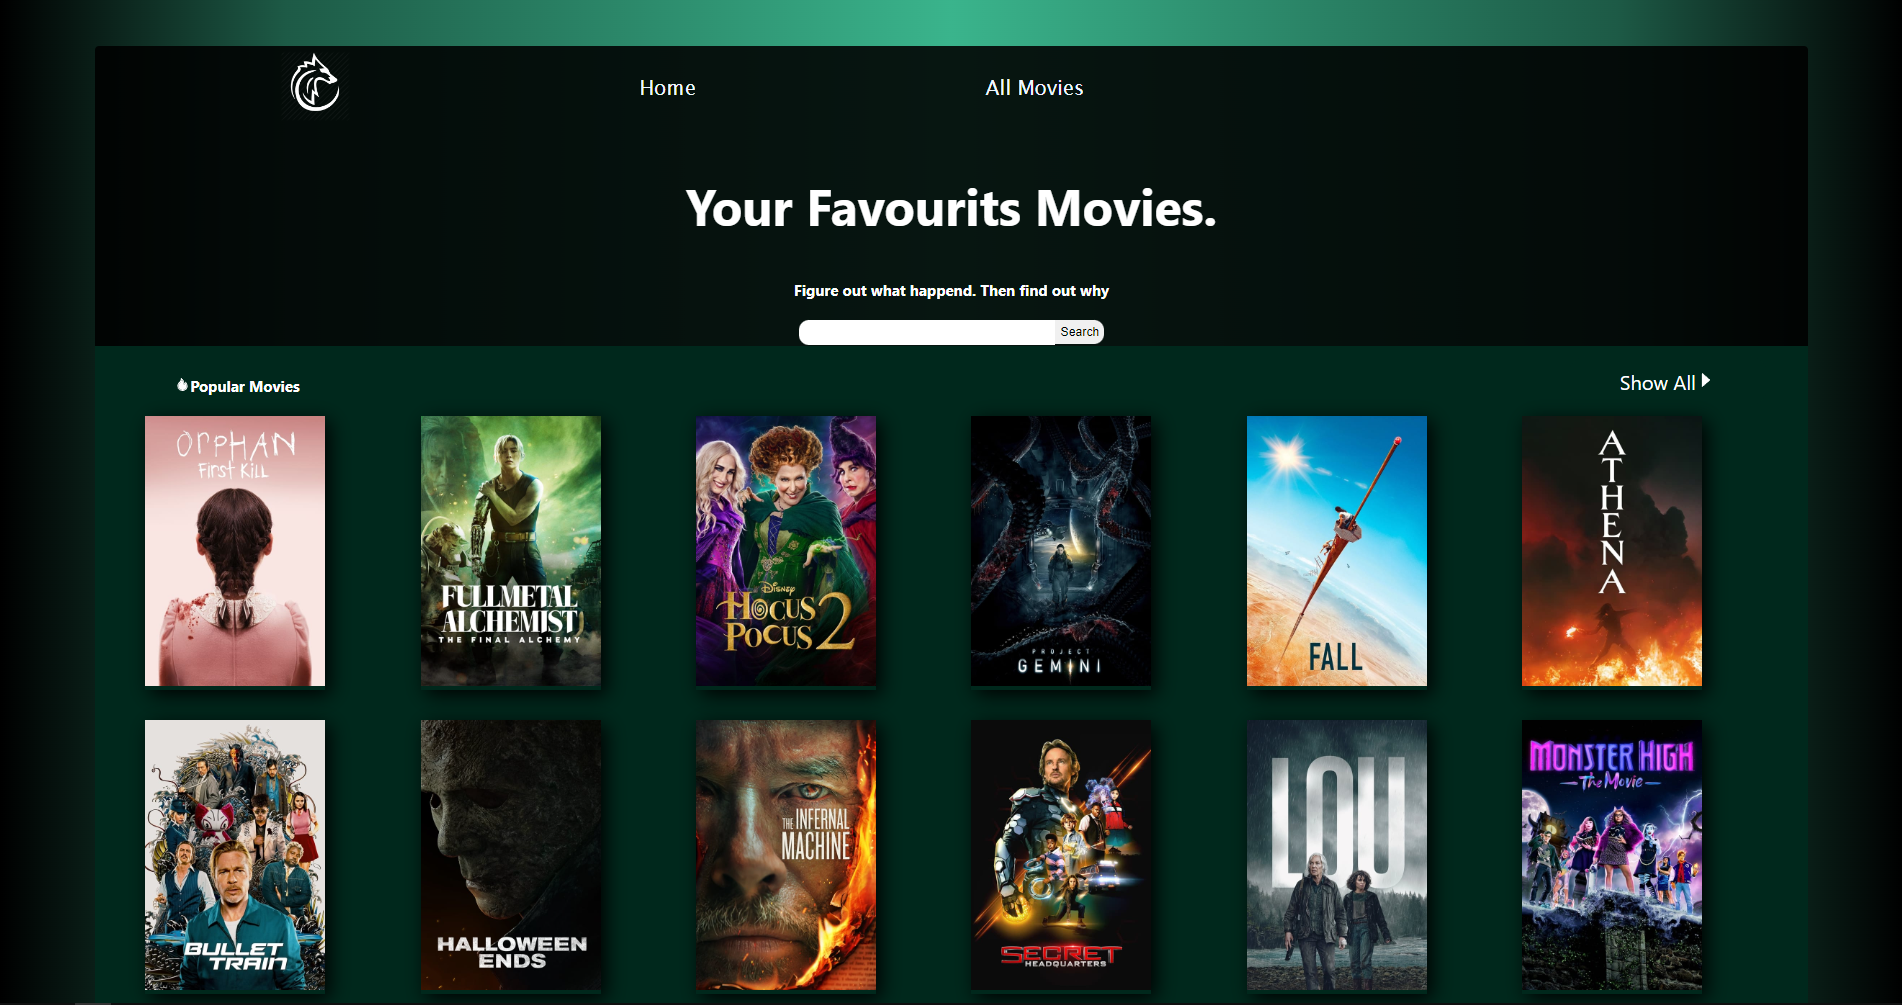 Home
All Movies
Your Favourits Movies.
Figure out what happend. Then find out why
Search
Popular Movies
Show All
ORPHAN
First Kill
FULLMETAL
ALCHEMIST
THE FINAL ALCHEMY
Disney
HOCUS
POCUS 2
PROJECT
GEMINI
FALL
ATHENA
BULLET
TRAIN
HALLOWEEN
ENDS
THE INFERNAL
MACHINE
SECRET
HEADQUARTERS
LOU
MONSTER HIGH
The Movie